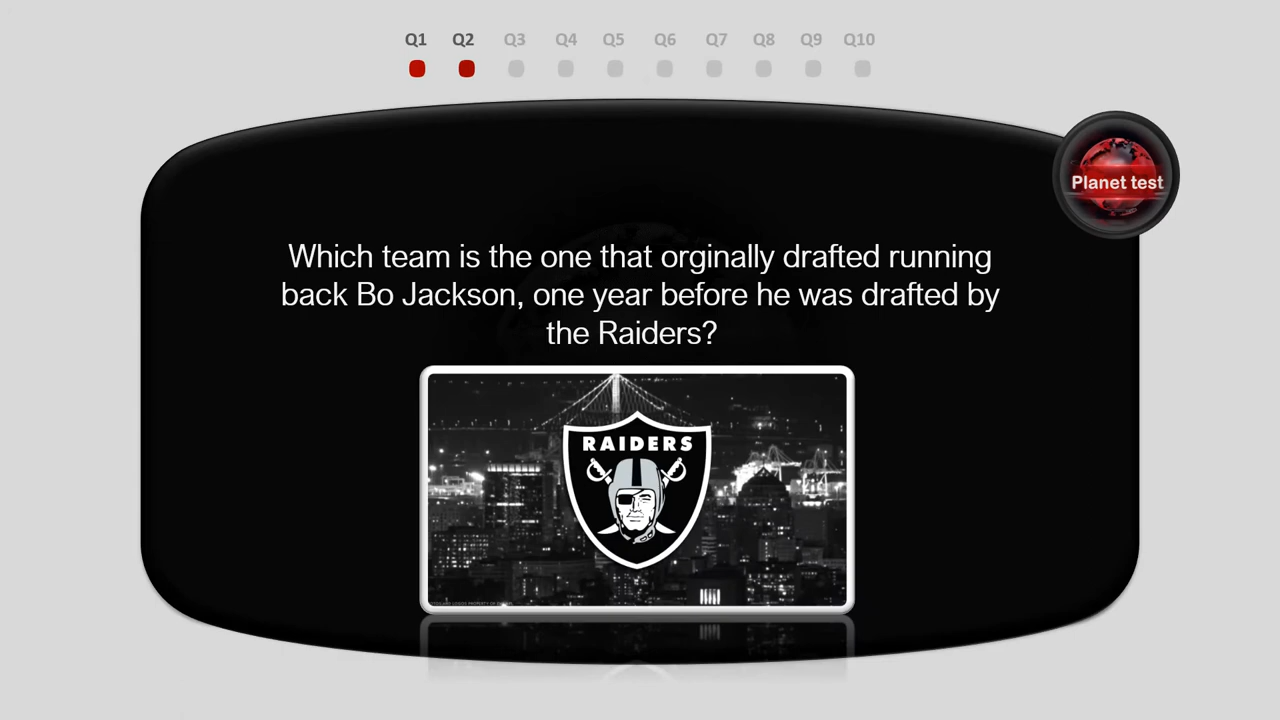 Q1 Q2 Q3 Q4 Q5 Q6 Q7 Q8 Q9 Q10
Planet test
Which team is the one that orginally drafted running
back Bo Jackson, one year before he was drafted by
the Raiders?
RAIDERS